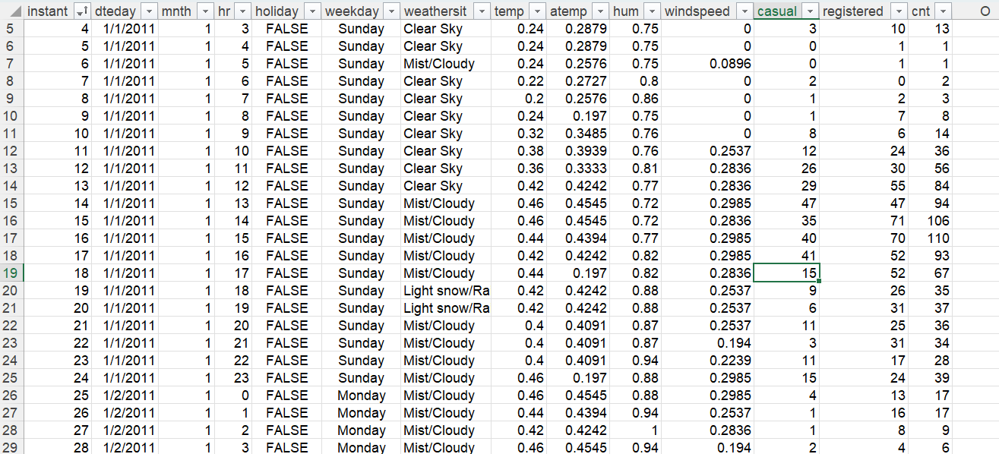 instant dteday mnth hr holiday weekday weathersit temp atemp hum windspeed casual registered cnt O
5 4 1/1/2011 1 3 FALSE Sunday Clear Sky 0.24 0.2879 0.75 0 3 10 13
6 5 1/1/2011 1 4 FALSE Sunday Clear Sky 0.24 0.2879 0.75 0 0 1 1
7 6 1/1/2011 1 5 FALSE Sunday Mist/Cloudy 0.24 0.2576 0.75 0.0896 0 1 1
8 7 1/1/2011 1 6 FALSE Sunday Clear Sky 0.22 0.2727 0.8 0 2 0 2
9 8 1/1/2011 1 7 FALSE Sunday Clear Sky 0.2 0.2576 0.86 0 1 2 3
10 9 1/1/2011 1 8 FALSE Sunday Clear Sky 0.24 0.197 0.75 0 1 7 8
11 10 1/1/2011 1 9 FALSE Sunday Clear Sky 0.32 0.3485 0.76 0 8 6 14
12 11 1/1/2011 1 10 FALSE Sunday Clear Sky 0.38 0.3939 0.76 0.2537 12 24 36
13 12 1/1/2011 1 11 FALSE Sunday Clear Sky 0.36 0.3333 0.81 0.2836 26 30 56
14 13 1/1/2011 1 12 FALSE Sunday Clear Sky 0.42 0.4242 0.77 0.2836 29 55 84
15 14 1/1/2011 1 13 FALSE Sunday Mist/Cloudy 0.46 0.4545 0.72 0.2985 47 47 94
16 15 1/1/2011 1 14 FALSE Sunday Mist/Cloudy 0.46 0.4545 0.72 0.2836 35 71 106
17 16 1/1/2011 1 15 FALSE Sunday Mist/Cloudy 0.44 0.4394 0.77 0.2985 40 70 110
18 17 1/1/2011 1 16 FALSE Sunday Mist/Cloudy 0.42 0.4242 0.82 0.2985 41 52 93
19 18 1/1/2011 1 17 FALSE Sunday Mist/Cloudy 0.44 0.197 0.82 0.2836 15 52 67
20 19 1/1/2011 1 18 FALSE Sunday Light snow/Ra 0.42 0.4242 0.88 0.2537 9 26 35
21 20 1/1/2011 1 19 FALSE Sunday Light snow/Ra 0.42 0.4242 0.88 0.2537 6 31 37
22 21 1/1/2011 1 20 FALSE Sunday Mist/Cloudy 0.4 0.4091 0.87 0.2537 11 25 36
23 22 1/1/2011 1 21 FALSE Sunday Mist/Cloudy 0.4 0.4091 0.87 0.194 3 31 34
24 23 1/1/2011 1 22 FALSE Sunday Mist/Cloudy 0.4 0.4091 0.94 0.2239 11 17 28
25 24 1/1/2011 1 23 FALSE Sunday Mist/Cloudy 0.46 0.197 0.88 0.2985 15 24 39
26 25 1/2/2011 1 0 FALSE Monday Mist/Cloudy 0.46 0.4545 0.88 0.2985 4 13 17
27 26 1/2/2011 1 1 FALSE Monday Mist/Cloudy 0.44 0.4394 0.94 0.2537 1 16 17
28 27 1/2/2011 1 2 FALSE Monday Mist/Cloudy 0.42 0.4242 1 0.2836 1 8 9
29 28 1/2/2011 1 3 FALSE Monday Mist/Cloudy 0.46 0.4545 0.94 0.194 2 4 6